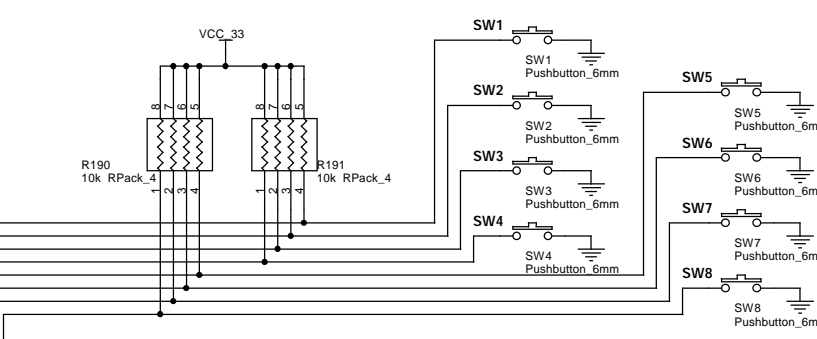 VCC_33
8 7 6 5
8 7 6 5
R190
10k RPack_4
R191
10k RPack_4
1 2 3 4
1 2 3 4
SW1
SW1
Pushbutton_6mm
SW2
SW2
Pushbutton_6mm
SW3
SW3
Pushbutton_6mm
SW4
SW4
Pushbutton_6mm
SW5
SW5
Pushbutton_6m
SW6
SW6
Pushbutton_6m
SW7
SW7
Pushbutton_6m
SW8
SW8
Pushbutton_6m